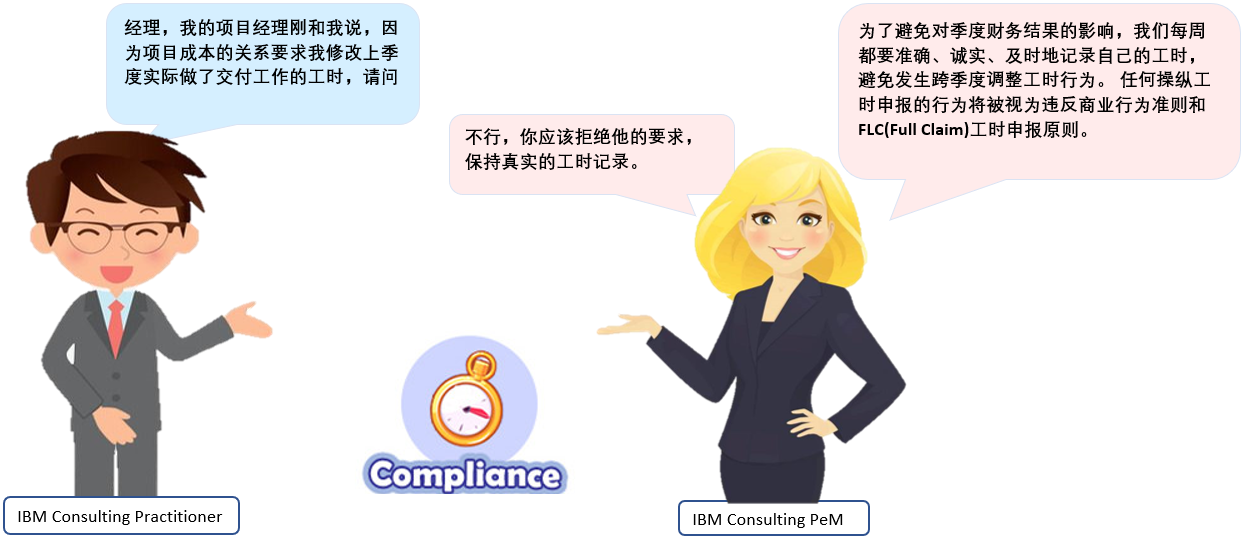 经理，我的项目经理刚和我说，因
为项目成本的关系要求我修改上季
度实际做了交付工作的工时，请问
不行，你应该拒绝他的要求，
保持真实的工时记录。
为了避免对季度财务结果的影响，我们每周
都要准确、诚实、及时地记录自己的工时，
避免发生跨季度调整工时行为。 任何操纵工
时申报的行为将被视为违反商业行为准则和
FLC(Full Claim)工时申报原则。
Compliance
IBM Consulting Practitioner
IBM Consulting PeM